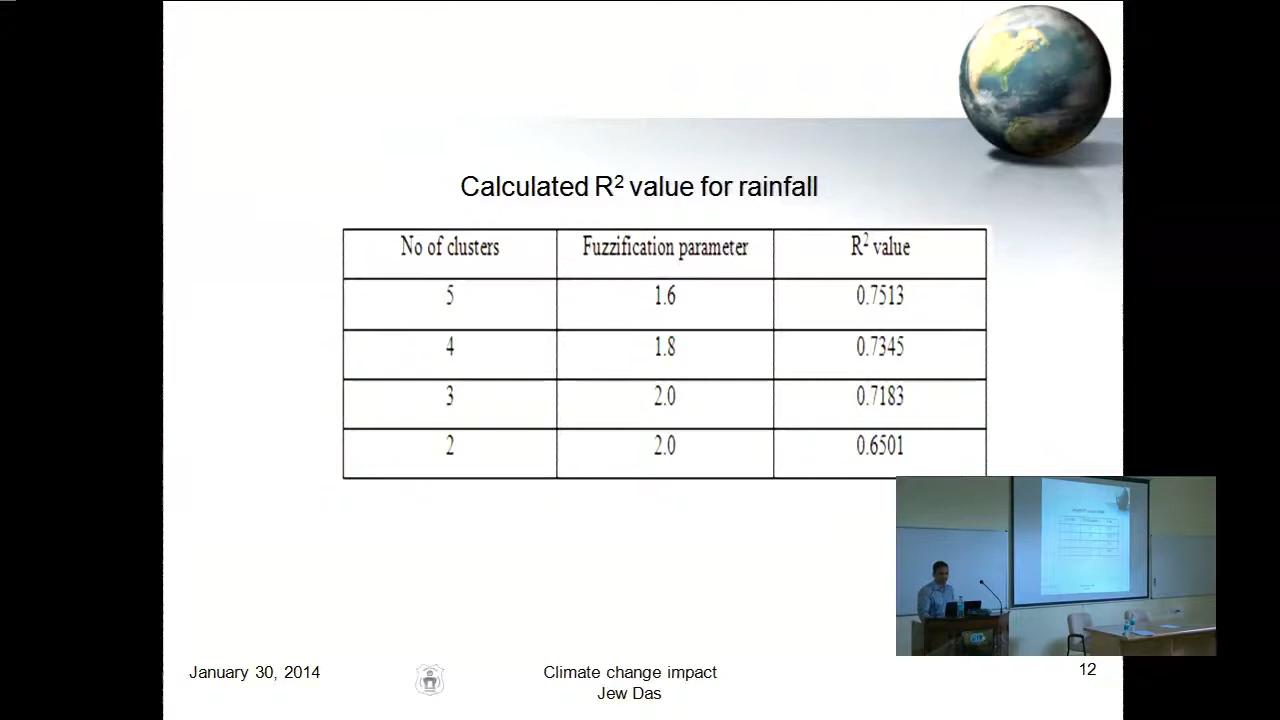 Calculated R² value for rainfall
No of clusters Fuzzification parameter R² value
5 1.6 0.7513
4 1.8 0.7345
3 2.0 0.7183
2 2.0 0.6501
January 30, 2014 Climate change impact 12
Jew Das